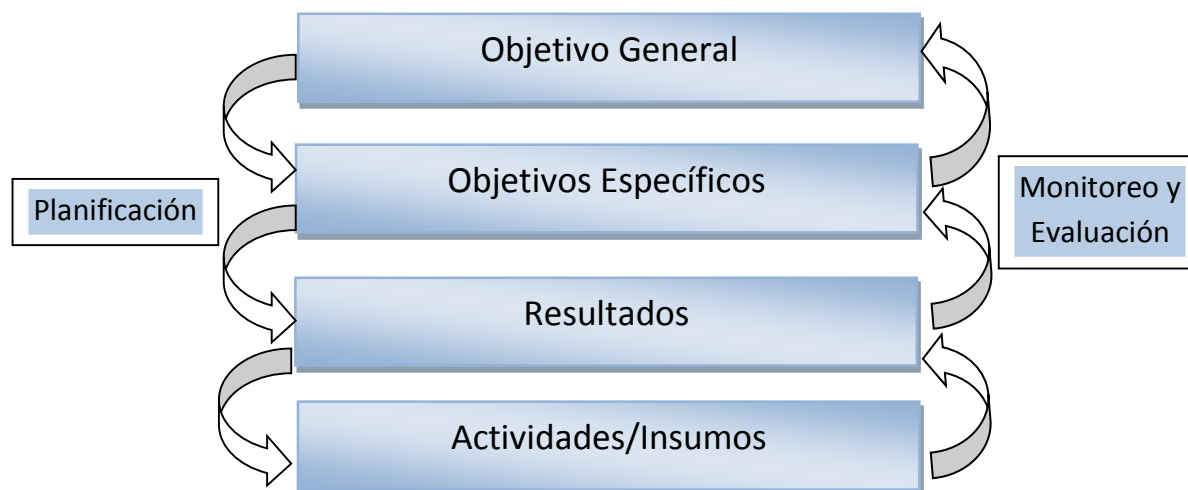 Objetivo General
Objetivos Específicos
Planificación
Monitoreo y
Evaluación
Resultados
Actividades/Insumos